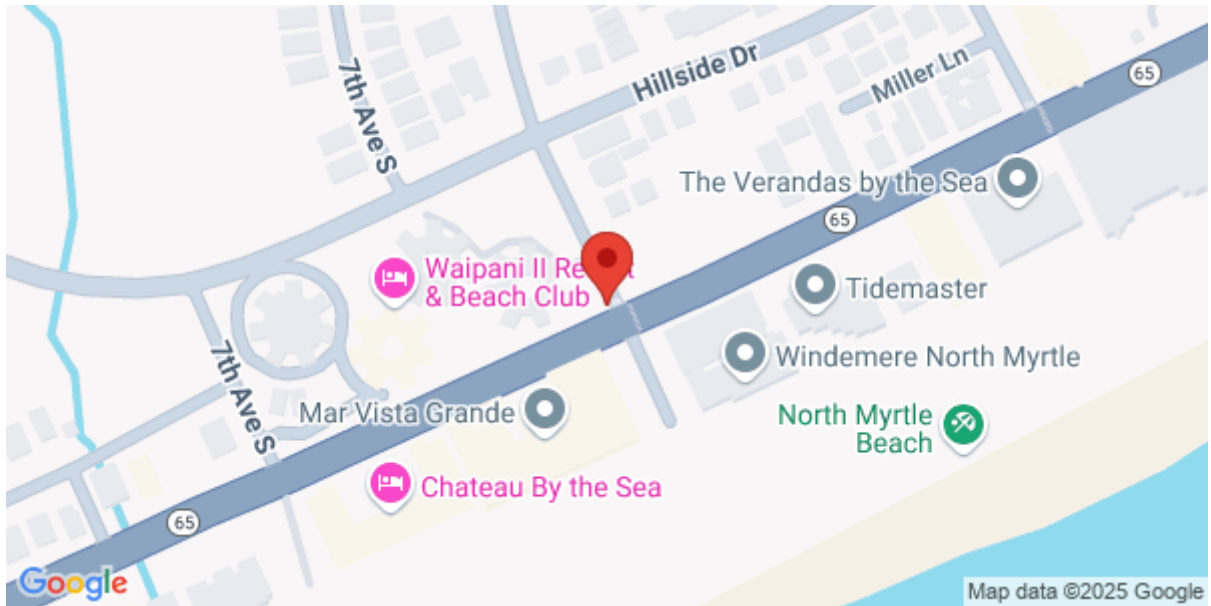 7th Ave S
Hillside Dr
Miller Ln
65
The Verandas by the Sea
65
Waipani II Re t
& Beach Club
Tidemaster
7th Ave S
Windemere North Myrtle
Mar Vista Grande
North Myrtle
Beach
Chateau By the Sea
65
Google
Map data ©2025 Google